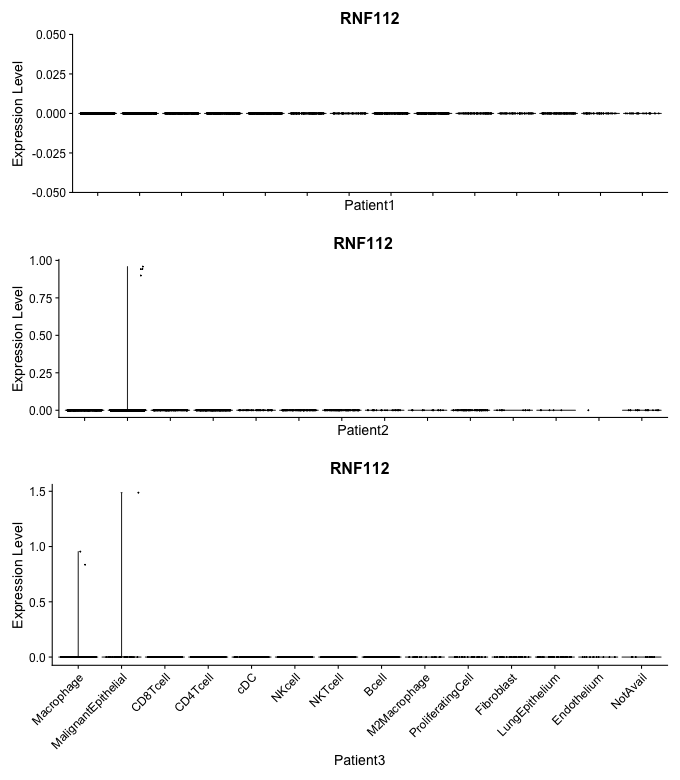 RNF112
Expression Level
0.050
0.025
0.000
-0.025
-0.050
Patient1
RNF112
Expression Level
1.00
0.75
0.50
0.25
0.00
Patient2
RNF112
Expression Level
1.5
1.0
0.5
0.0
Macrophage
MalignantEpithelial
CD8Tcell
CD4Tcell
cDC
NKcell
NKTcell
Bcell
M2Macrophage
ProliferatingCell
Fibroblast
LungEpithelium
Endothelium
NotAvail
Patient3